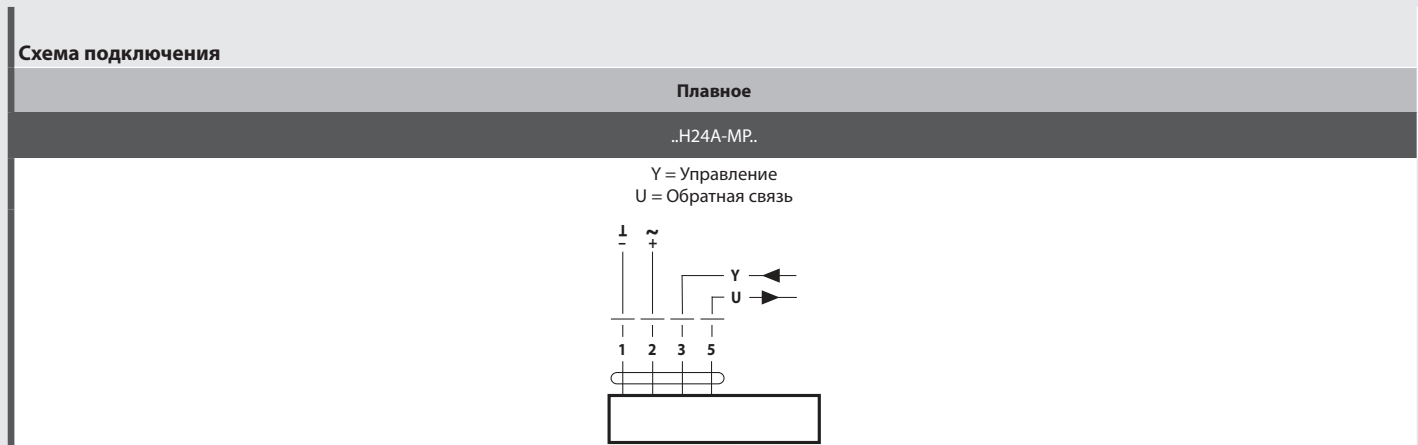 Схема подключения
Плавное
..H24A-MP..
Y = Управление
U = Обратная связь
⊥ ~
– +
Y
U
1 2 3 5